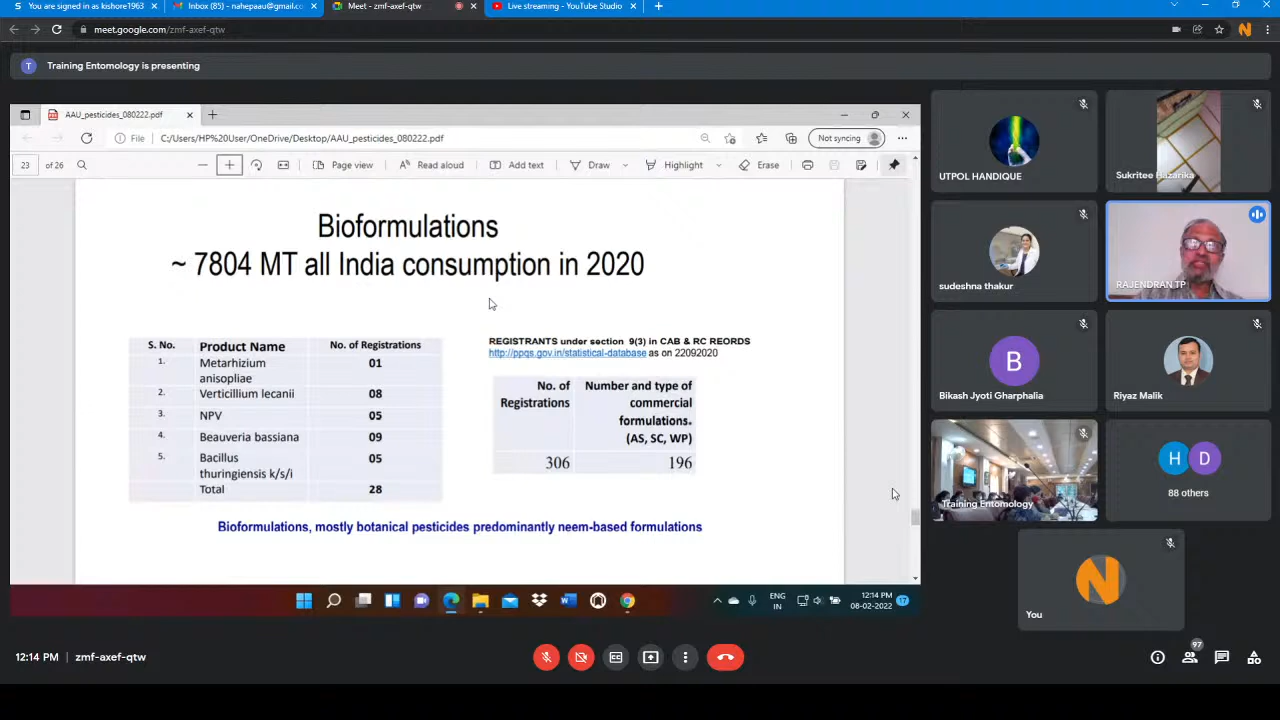 You are signed in as kishore1963
Inbox (85) - nahepaau@gmail.co
Meet - zmf-axef-qtw
Live streaming - YouTube Studio
meet.google.com/zmf-axef-qtw
N
T
Training Entomology is presenting
AAU_pesticides_080222.pdf
File
C:/Users/HP%20User/OneDrive/Desktop/AAU_pesticides_080222.pdf
Not syncing
23 of 26
Page view
Read aloud
Add text
Draw
Highlight
Erase
Bioformulations
~ 7804 MT all India consumption in 2020
S. No. Product Name No. of Registrations
1. Metarhizium anisopliae 01
2. Verticillium lecanii 08
3. NPV 05
4. Beauveria bassiana 09
5. Bacillus thuringiensis k/s/i 05
Total 28
REGISTRANTS under section 9(3) in CAB & RC REORDS
http://ppqs.gov.in/statistical-database as on 22092020
No. of Registrations
Number and type of commercial formulations. (AS, SC, WP)
306 196
Bioformulations, mostly botanical pesticides predominantly neem-based formulations
ENG
IN
12:14 PM
08-02-2022
17
UTPOL HANDIQUE
Sukritee Hazarika
sudeshna thakur
RAJENDRAN TP
B
Bikash Jyoti Gharphalia
Riyaz Malik
Training Entomology
H D
88 others
N
You
12:14 PM | zmf-axef-qtw
97